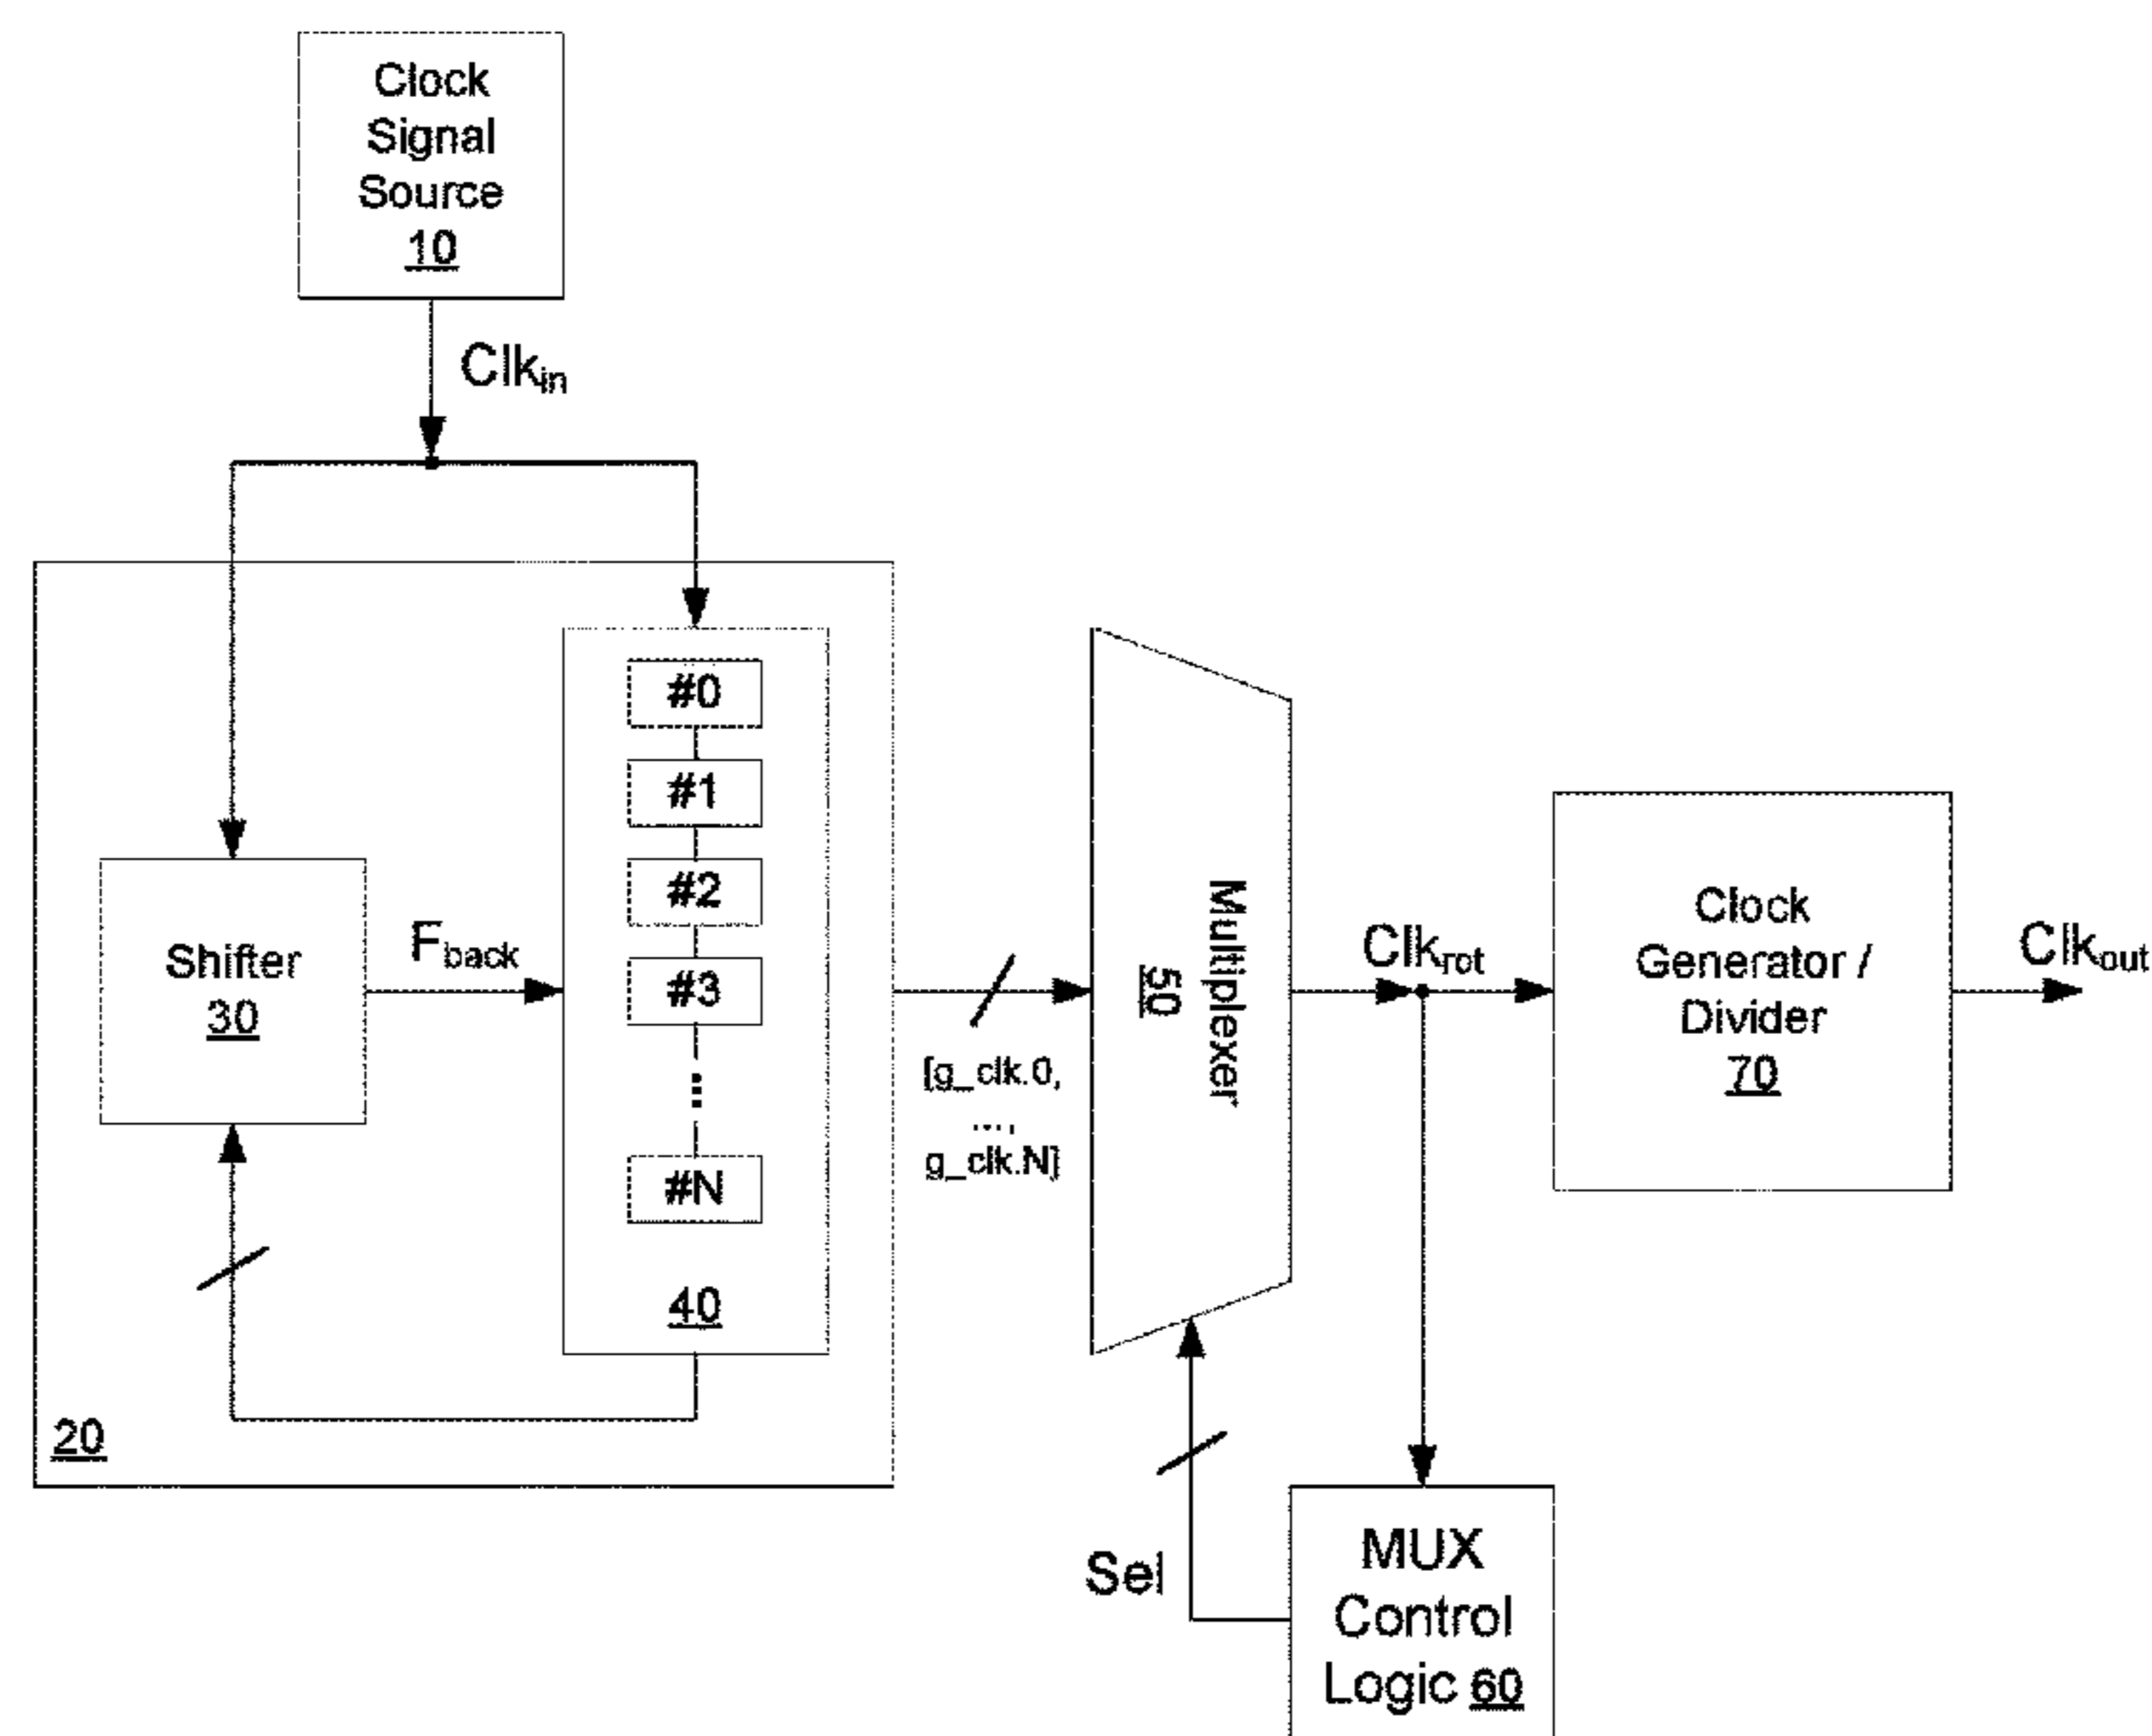 Clock
Signal
Source
10
Clkin
#0
#1
#2
#3
...
#N
40
Shifter
30
Fback
20
[g_clk.0,
...,
g_clk.N]
Multiplexer
50
Clkrot
Clock
Generator /
Divider
70
Clkout
Sel
MUX
Control
Logic 60